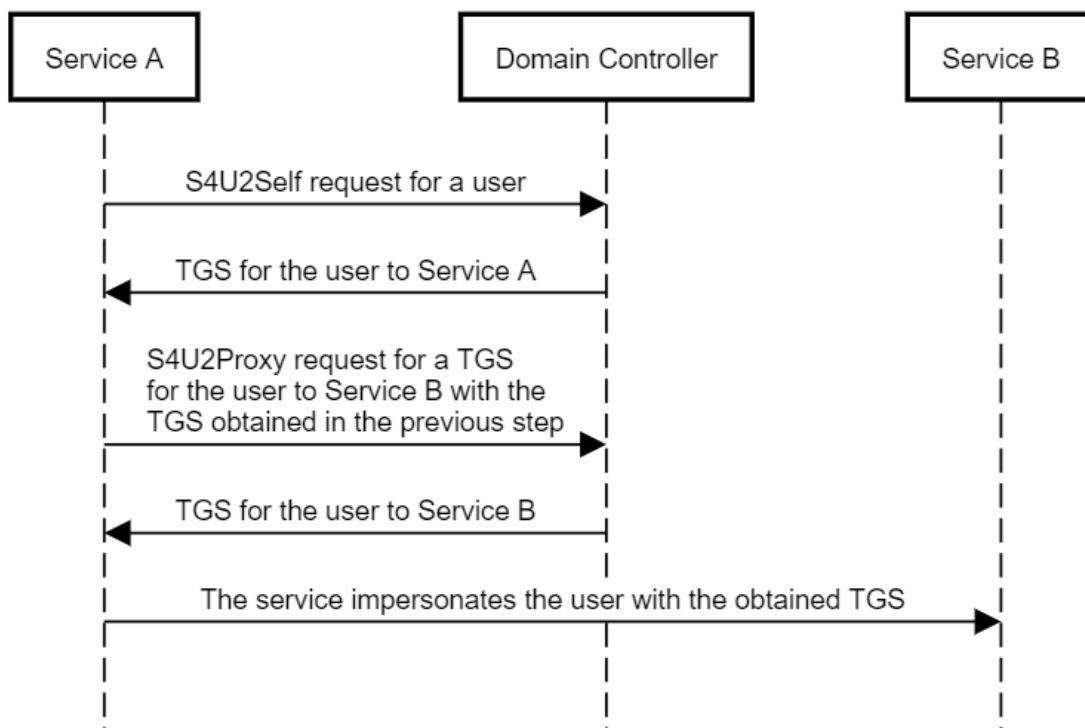 Service A
Domain Controller
Service B
S4U2Self request for a user
TGS for the user to Service A
S4U2Proxy request for a TGS
for the user to Service B with the
TGS obtained in the previous step
TGS for the user to Service B
The service impersonates the user with the obtained TGS